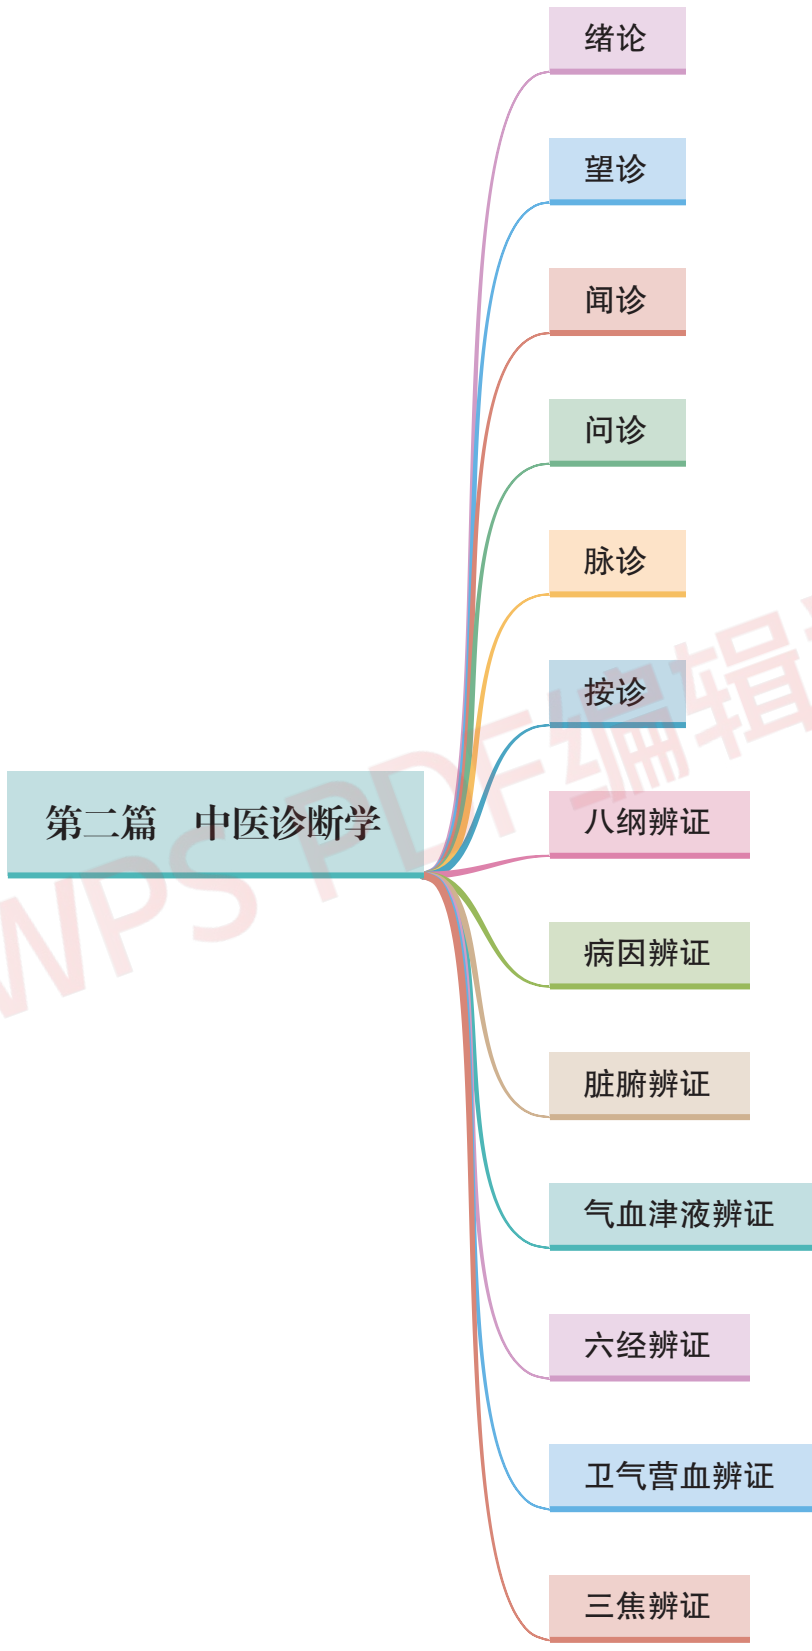 绪论
望诊
闻诊
问诊
脉诊
按诊
第二篇　中医诊断学
八纲辨证
病因辨证
脏腑辨证
气血津液辨证
六经辨证
卫气营血辨证
三焦辨证
WPS PDF编辑